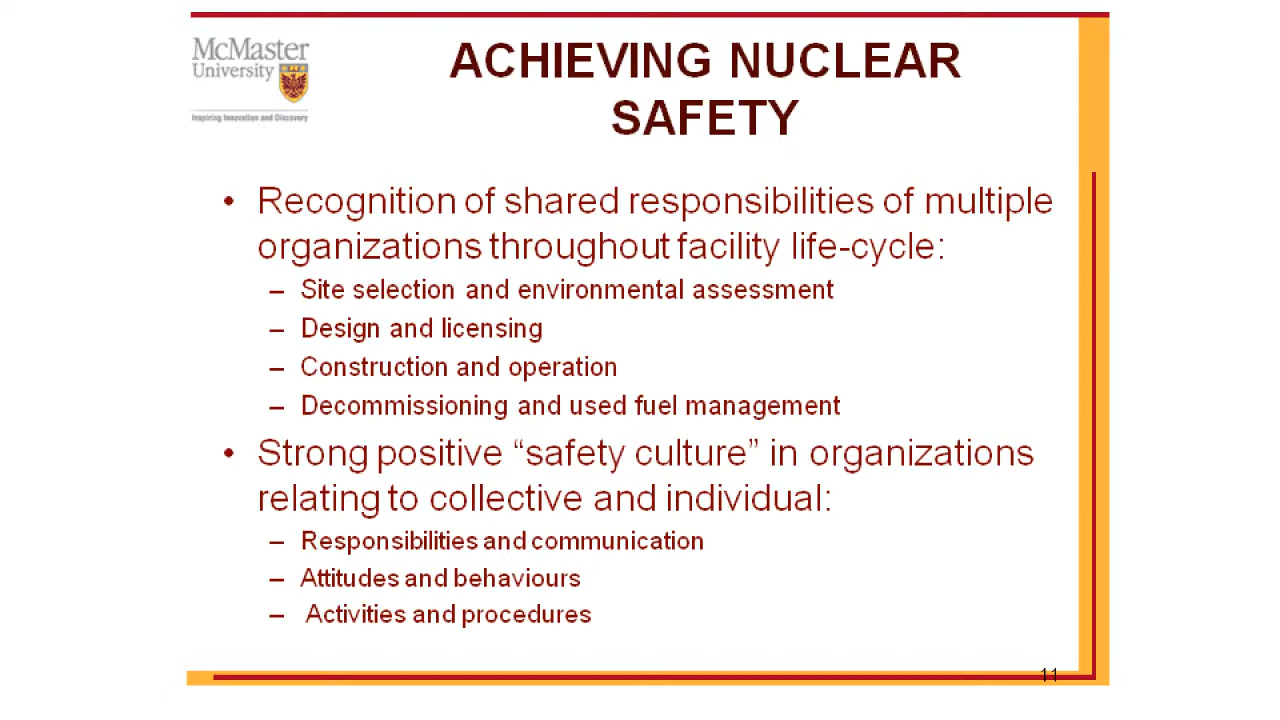 McMaster
University
Inspiring Innovation and Discovery
ACHIEVING NUCLEAR
SAFETY
• Recognition of shared responsibilities of multiple
organizations throughout facility life-cycle:
– Site selection and environmental assessment
– Design and licensing
– Construction and operation
– Decommissioning and used fuel management
• Strong positive “safety culture” in organizations
relating to collective and individual:
– Responsibilities and communication
– Attitudes and behaviours
– Activities and procedures
11